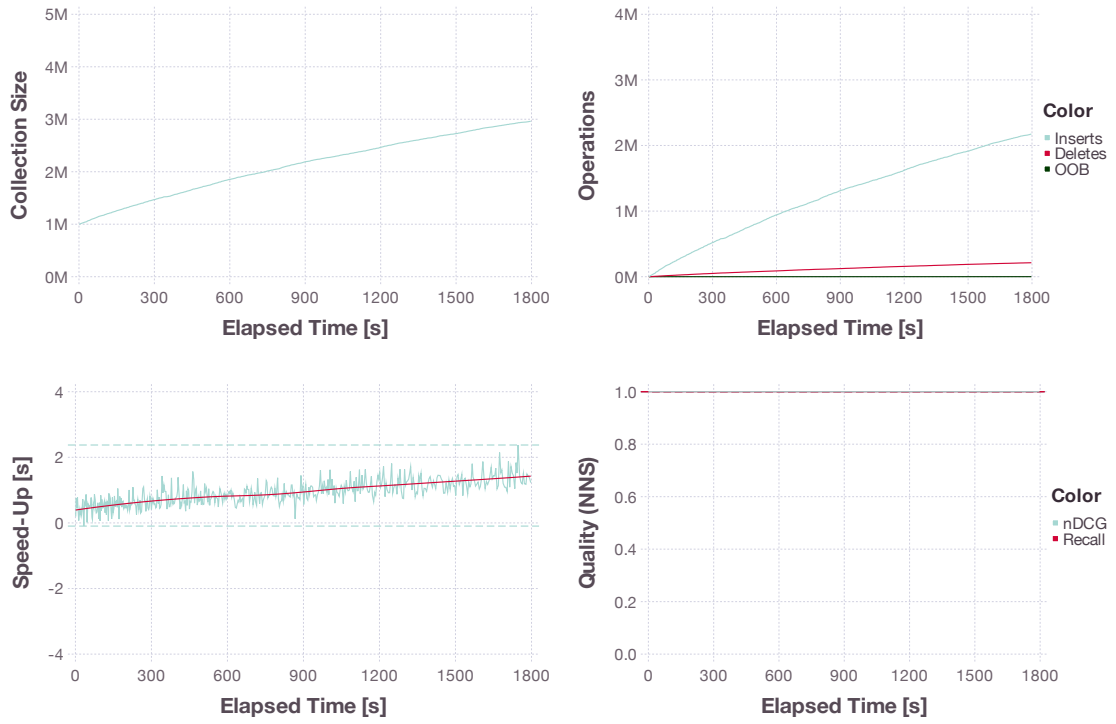 Collection Size
5M
4M
3M
2M
1M
0M
0 300 600 900 1200 1500 1800
Elapsed Time [s]
Operations
4M
3M
2M
1M
0M
0 300 600 900 1200 1500 1800
Elapsed Time [s]
Color
Inserts
Deletes
OOB
Speed-Up [s]
4
2
0
-2
-4
0 300 600 900 1200 1500 1800
Elapsed Time [s]
Quality (NNS)
1.0
0.8
0.6
0.4
0.2
0.0
0 300 600 900 1200 1500 1800
Elapsed Time [s]
Color
nDCG
Recall